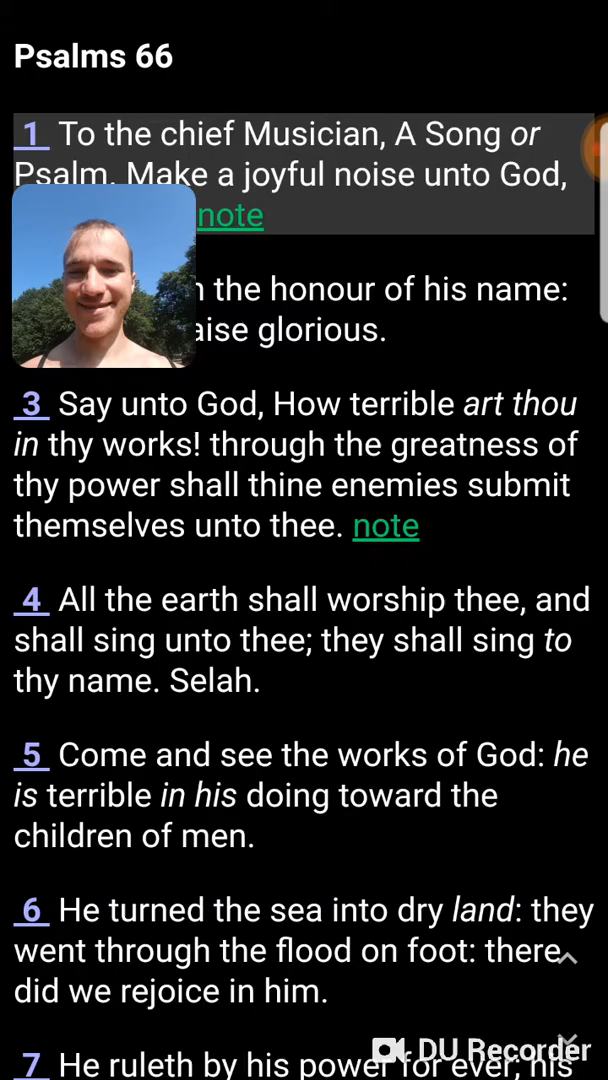 Psalms 66
1 To the chief Musician, A Song or
Psalm. Make a joyful noise unto God,
note
the honour of his name:
glorious.
3 Say unto God, How terrible art thou
in thy works! through the greatness of
thy power shall thine enemies submit
themselves unto thee. note
4 All the earth shall worship thee, and
shall sing unto thee; they shall sing to
thy name. Selah.
5 Come and see the works of God: he
is terrible in his doing toward the
children of men.
6 He turned the sea into dry land: they
went through the flood on foot: there
did we rejoice in him.
7 He ruleth by his power for ever; his
DU Recorder